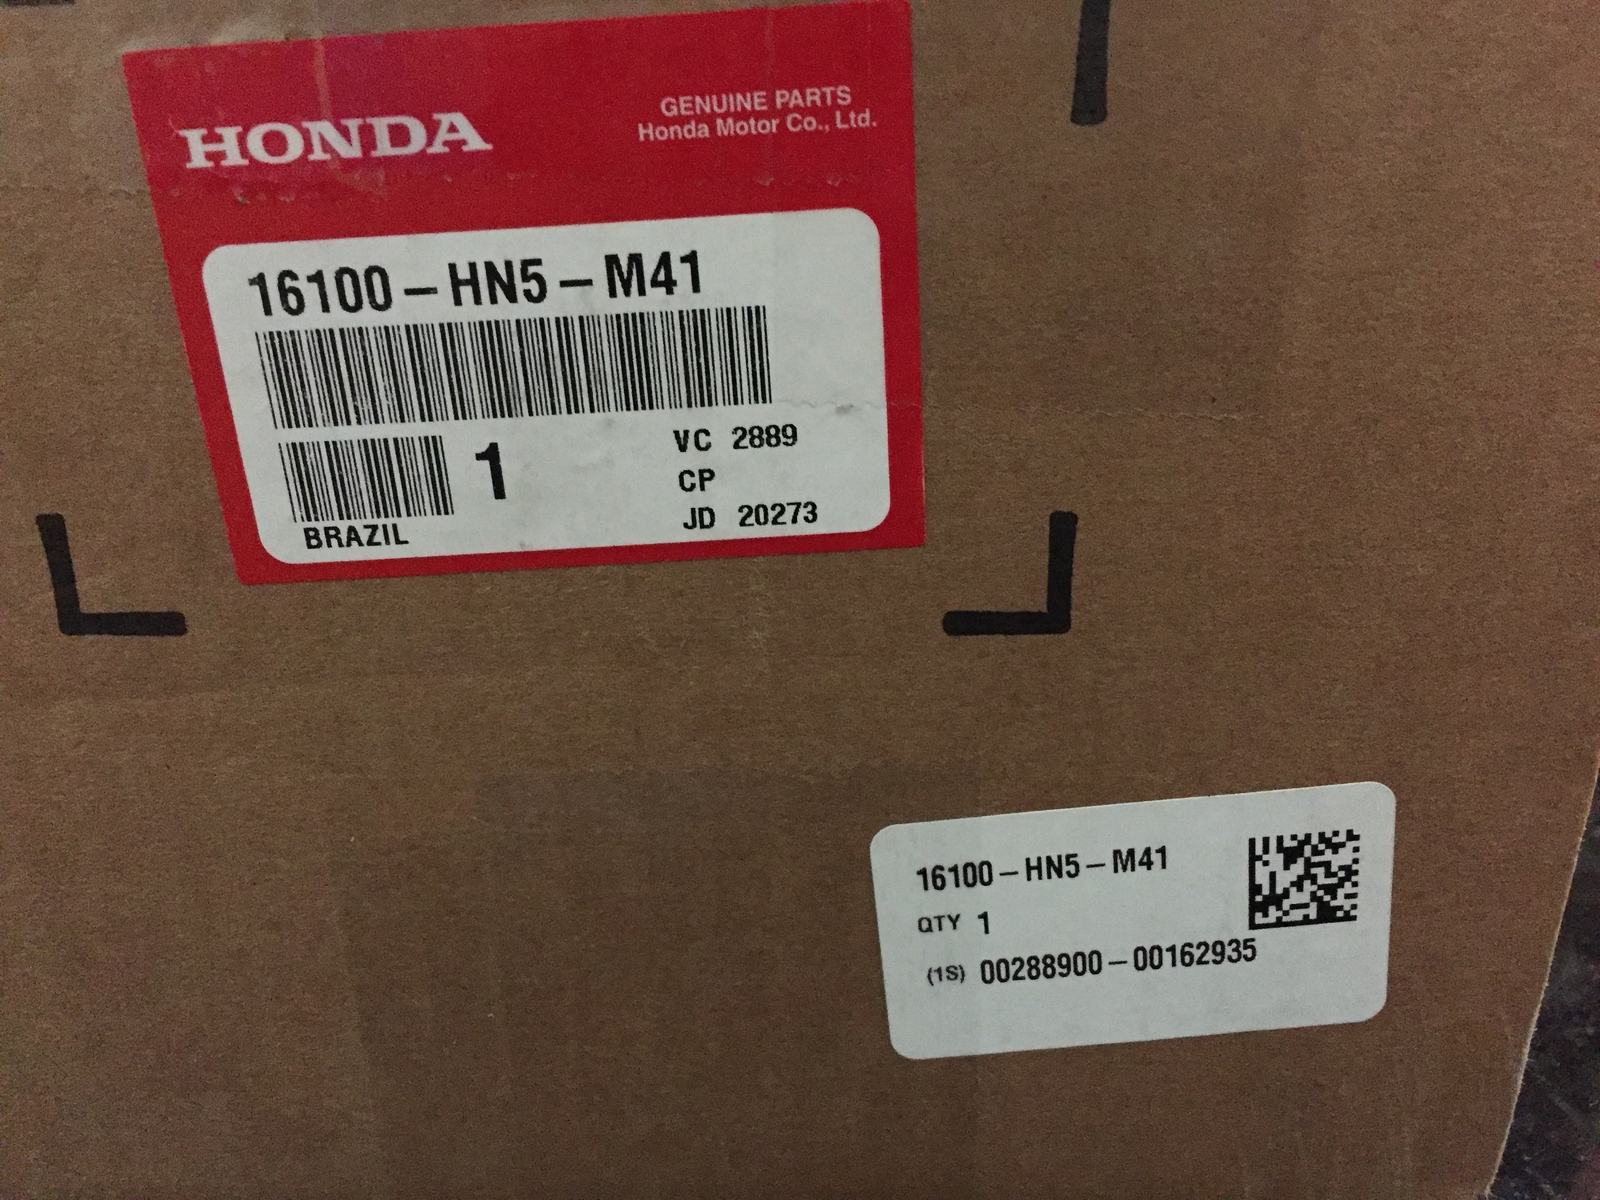 HONDA
GENUINE PARTS
Honda Motor Co., Ltd.
16100-HN5-M41
1
VC 2889
CP
JD 20273
BRAZIL
16100-HN5-M41
QTY 1
(1S) 00288900-00162935